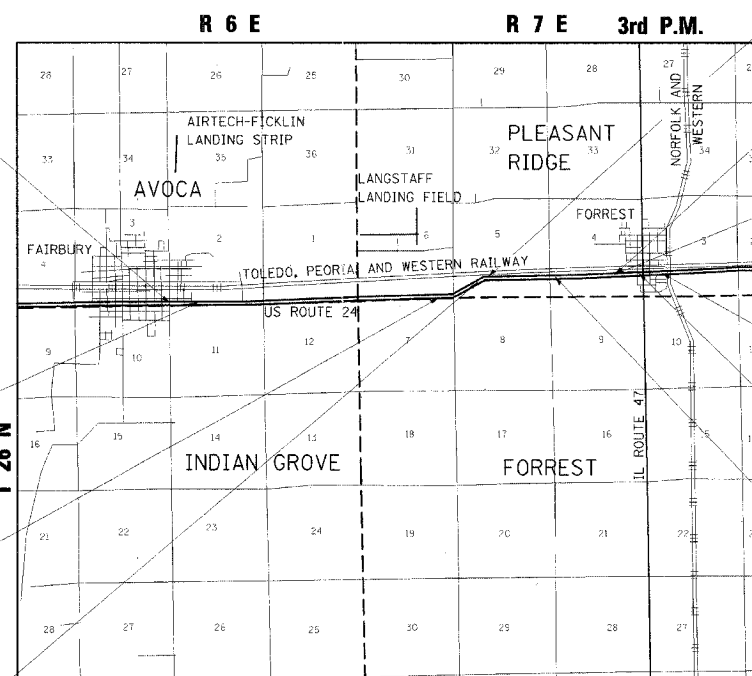 R 6 E
R 7 E
3rd P.M.
28
27
26
25
30
29
28
27
2
AIRTECH-FICKLIN
LANDING STRIP
PLEASANT
RIDGE
NORFOLK AND
WESTERN
33
34
35
36
31
32
33
34
AVOCA
LANGSTAFF
LANDING FIELD
FORREST
3
2
1
6
5
4
3
FAIRBURY
4
TOLEDO, PEORIA AND WESTERN RAILWAY
US ROUTE 24
9
10
11
12
7
8
9
10
IL ROUTE 47
T 26 N
16
15
14
13
18
17
16
INDIAN GROVE
FORREST
21
22
23
24
19
20
21
22
28
27
26
25
30
29
28
27